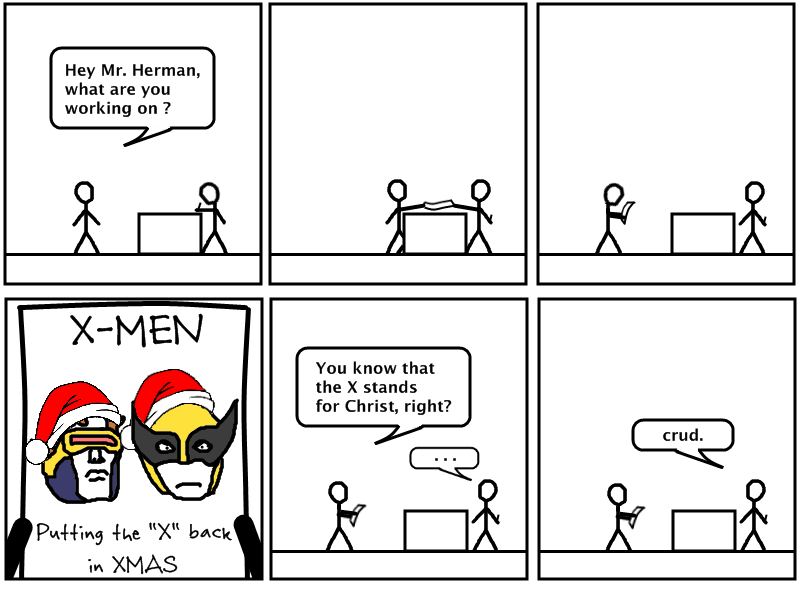 Hey Mr. Herman,
what are you
working on ?
X-MEN
Putting the "X" back
in XMAS
You know that
the X stands
for Christ, right?
...
crud.